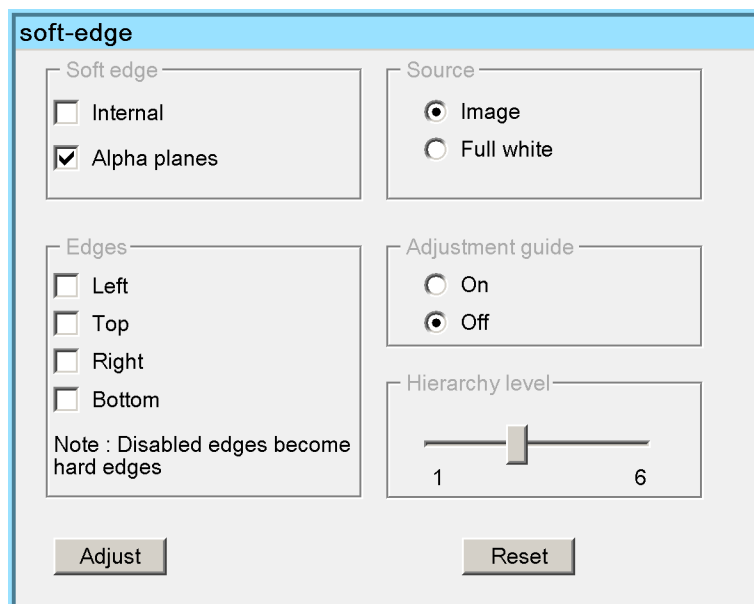 soft-edge
Soft edge
Internal
Alpha planes
Source
Image
Full white
Edges
Left
Top
Right
Bottom
Note : Disabled edges become
hard edges
Adjustment guide
On
Off
Hierarchy level
1 6
Adjust
Reset